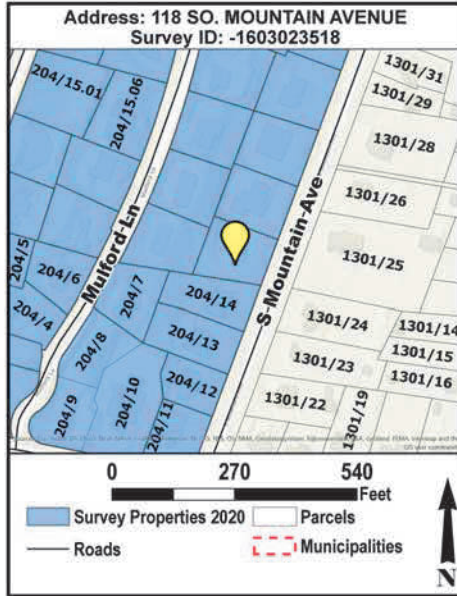 Address: 118 SO. MOUNTAIN AVENUE
Survey ID: -1603023518
204/15.01
204/15.06
1301/31
1301/29
1301/28
1301/26
1301/25
204/5
204/6
204/4
Mulford-Ln
204/7
204/14
S-Mountain-Ave
204/13
204/8
204/12
204/9
204/10
204/11
1301/24
1301/14
1301/15
1301/23
1301/16
1301/22
1301/19
0 270 540
Feet
Survey Properties 2020
Parcels
Roads
Municipalities
N